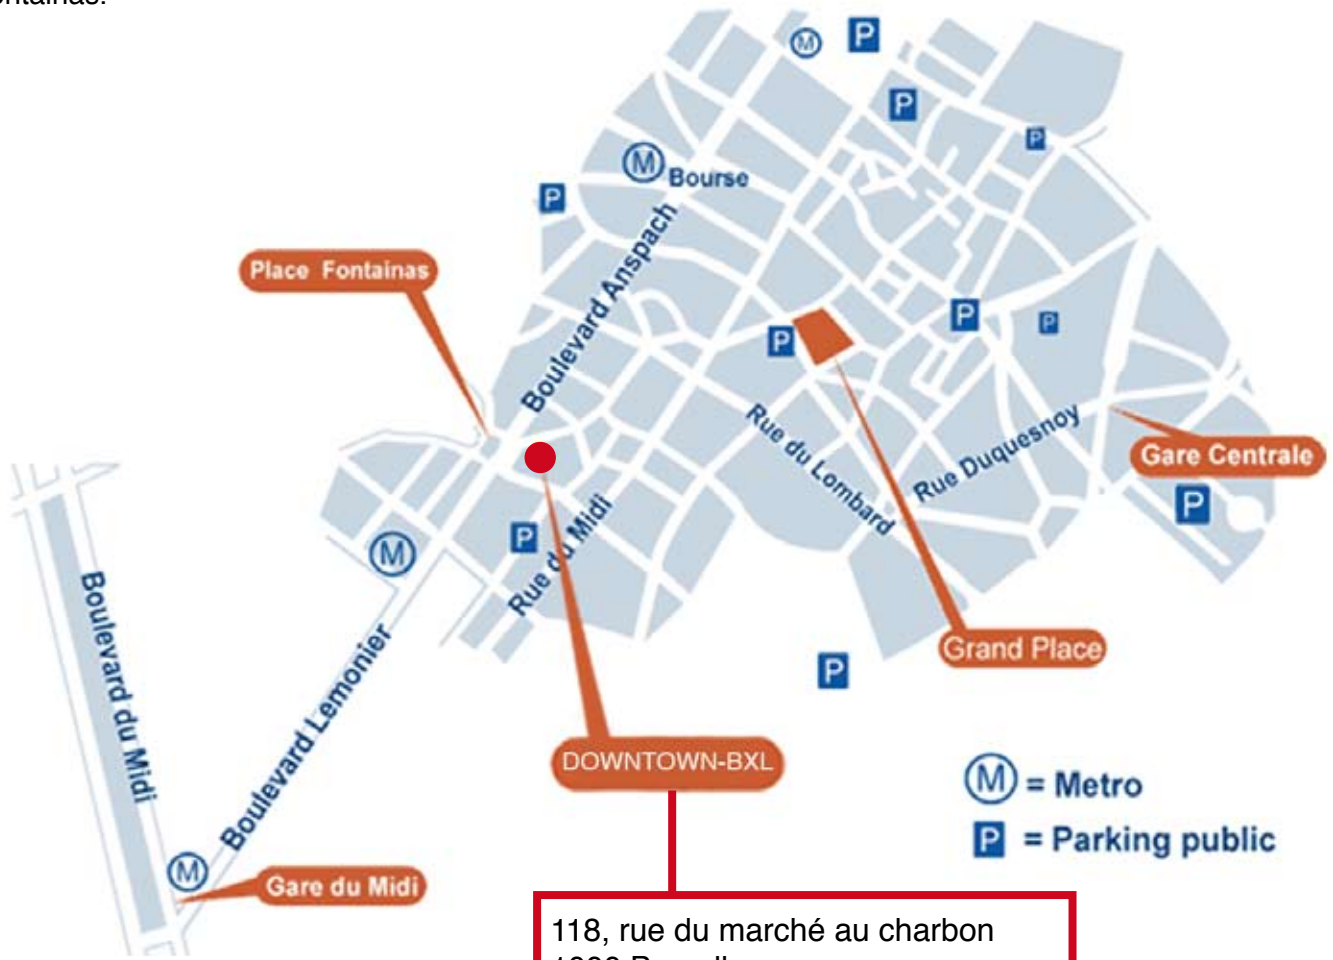 M
P
P
P
M Bourse
P
Boulevard Anspach
Place Fontainas
P
P
P
Rue du Lombard
Rue Duquesnoy
Gare Centrale
P
P
Rue du Midi
M
Boulevard du Midi
Boulevard Lemonier
P
Grand Place
DOWNTOWN-BXL
M = Metro
P = Parking public
M
Gare du Midi
118, rue du marché au charbon